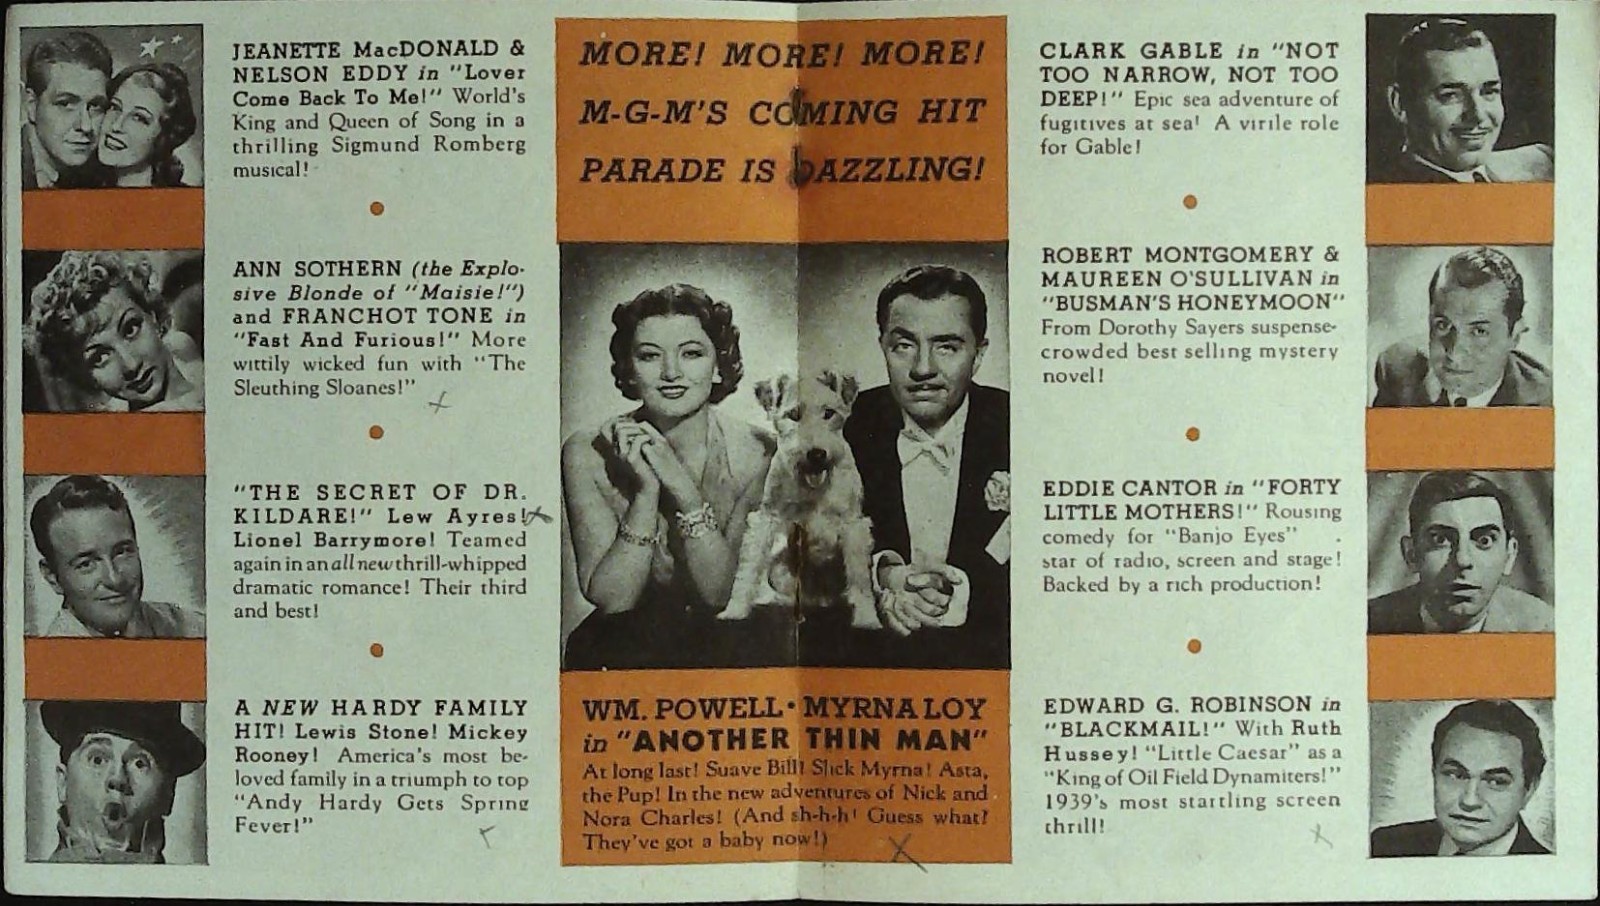 JEANETTE MacDONALD &
NELSON EDDY in "Lover
Come Back To Me!" World's
King and Queen of Song in a
thrilling Sigmund Romberg
musical!
ANN SOTHERN (the Explo-
sive Blonde of "Maisie!")
and FRANCHOT TONE in
"Fast And Furious!" More
wittily wicked fun with "The
Sleuthing Sloanes!"
"THE SECRET OF DR.
KILDARE!" Lew Ayres!
Lionel Barrymore! Teamed
again in an all new thrill-whipped
dramatic romance! Their third
and best!
A NEW HARDY FAMILY
HIT! Lewis Stone! Mickey
Rooney! America's most be-
loved family in a triumph to top
"Andy Hardy Gets Spring
Fever!"
MORE! MORE! MORE!
M-G-M'S COMING HIT
PARADE IS DAZZLING!
WM. POWELL · MYRNA LOY
in "ANOTHER THIN MAN"
At long last! Suave Bill! Slick Myrna! Asta,
the Pup! In the new adventures of Nick and
Nora Charles! (And sh-h-h! Guess what?
They've got a baby now!)
CLARK GABLE in "NOT
TOO NARROW, NOT TOO
DEEP!" Epic sea adventure of
fugitives at sea! A virile role
for Gable!
ROBERT MONTGOMERY &
MAUREEN O'SULLIVAN in
"BUSMAN'S HONEYMOON"
From Dorothy Sayers suspense-
crowded best selling mystery
novel!
EDDIE CANTOR in "FORTY
LITTLE MOTHERS!" Rousing
comedy for "Banjo Eyes"
star of radio, screen and stage!
Backed by a rich production!
EDWARD G. ROBINSON in
"BLACKMAIL!" With Ruth
Hussey! "Little Caesar" as a
"King of Oil Field Dynamiters!"
1939's most startling screen
thrill!